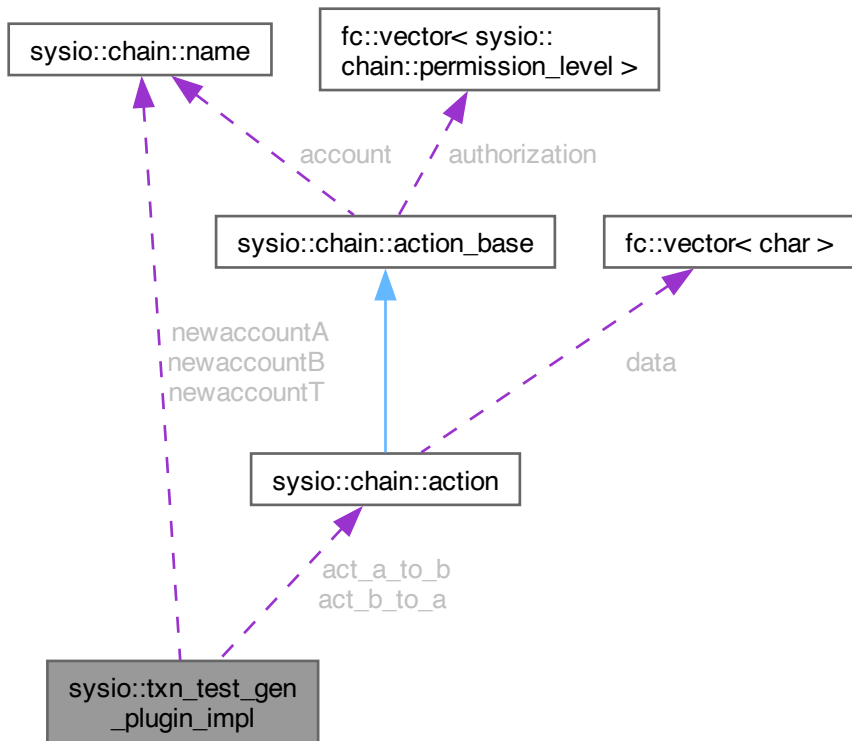 sysio::chain::name
fc::vector< sysio::
chain::permission_level >
account
authorization
sysio::chain::action_base
fc::vector< char >
newaccountA
newaccountB
newaccountT
data
sysio::chain::action
act_a_to_b
act_b_to_a
sysio::txn_test_gen
_plugin_impl